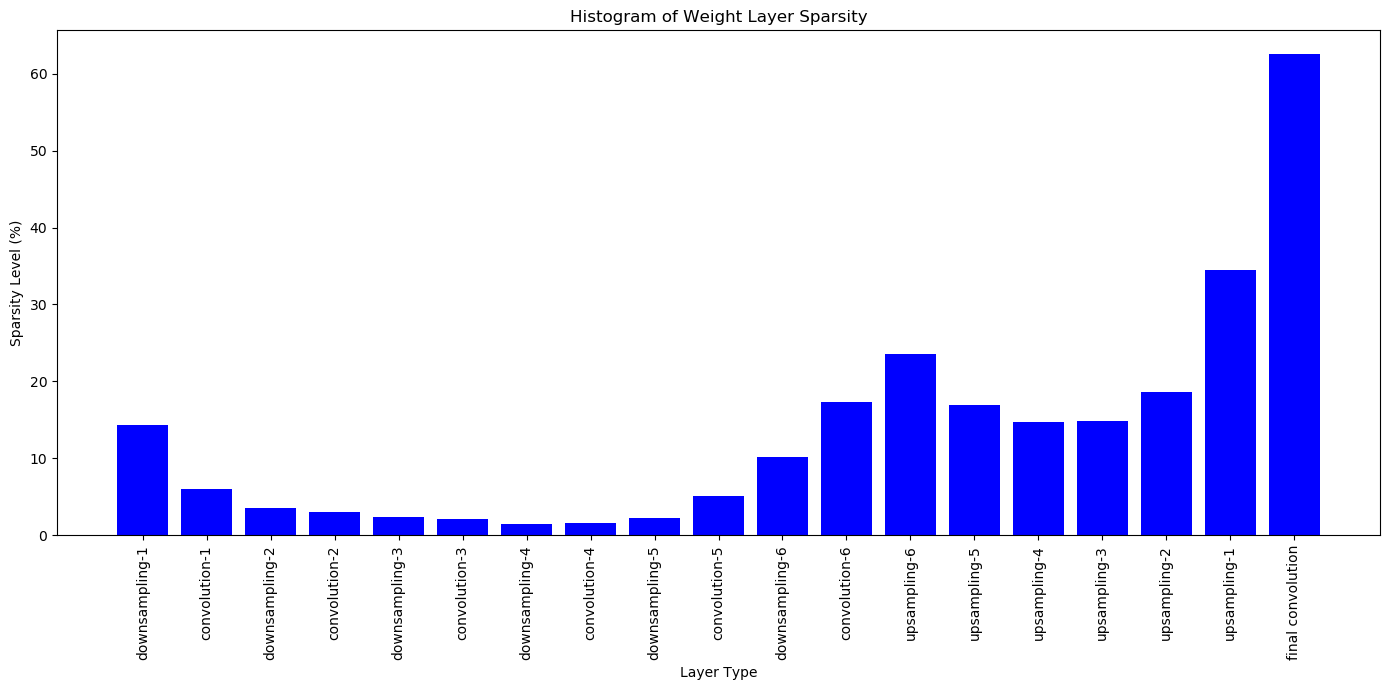 Histogram of Weight Layer Sparsity
Sparsity Level (%)
60
50
40
30
20
10
0
downsampling-1
convolution-1
downsampling-2
convolution-2
downsampling-3
convolution-3
downsampling-4
convolution-4
downsampling-5
convolution-5
downsampling-6
convolution-6
upsampling-6
upsampling-5
upsampling-4
upsampling-3
upsampling-2
upsampling-1
final convolution
Layer Type